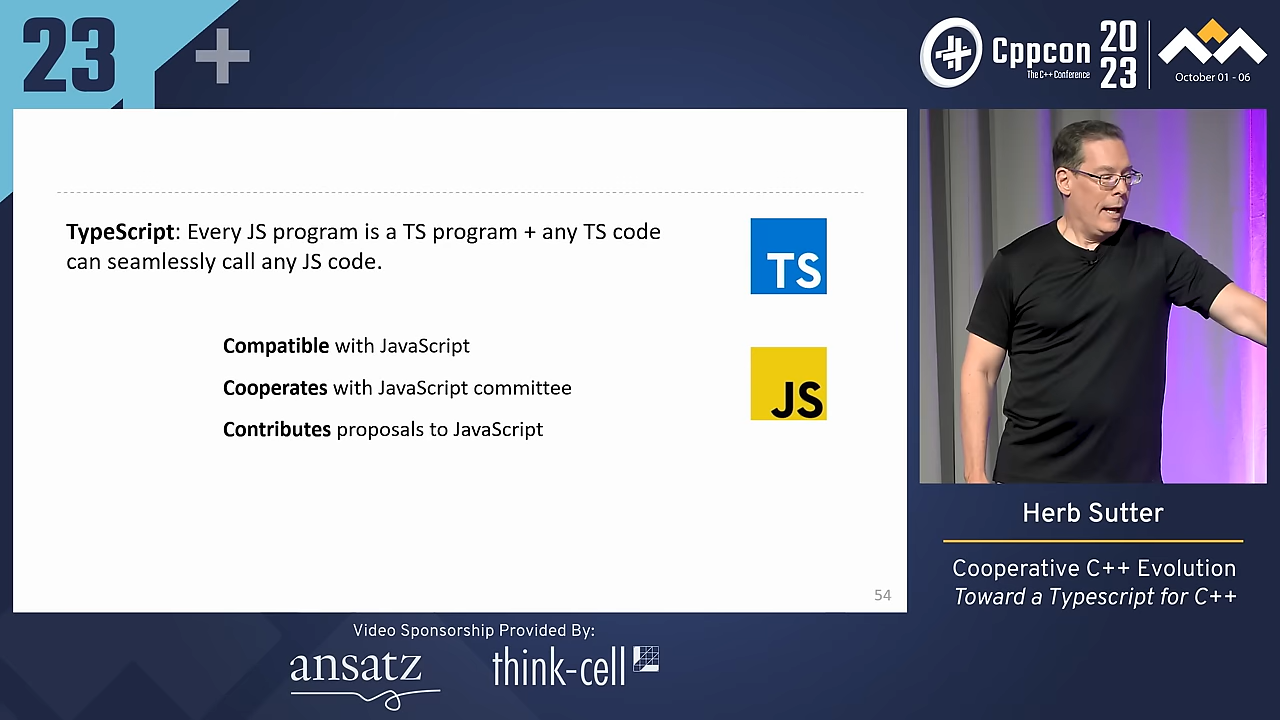 23
Cppcon
The C++ Conference
20
23
October 01 - 06
TypeScript: Every JS program is a TS program + any TS code
can seamlessly call any JS code.
TS
Compatible with JavaScript
Cooperates with JavaScript committee
Contributes proposals to JavaScript
JS
54
Herb Sutter
Cooperative C++ Evolution
Toward a Typescript for C++
Video Sponsorship Provided By:
ansatz
think-cell